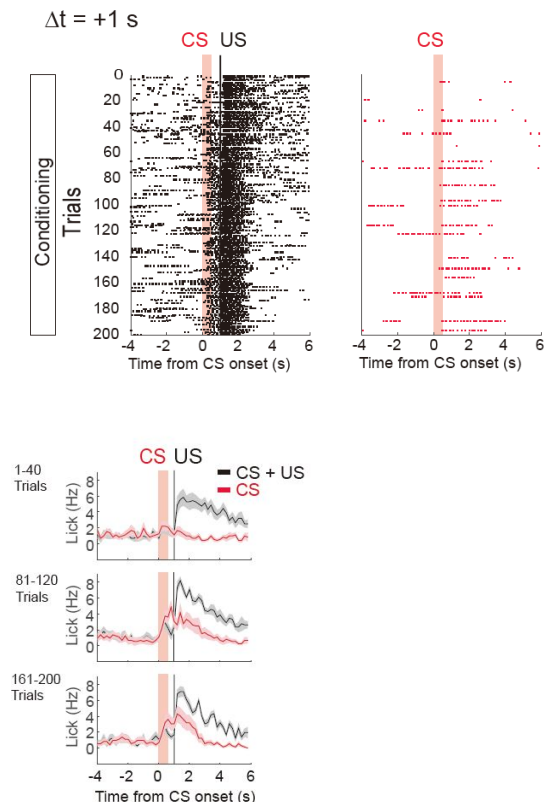 Δt = +1 s
CS US
CS
Conditioning
Trials
0
20
40
60
80
100
120
140
160
180
200
-4 -2 0 2 4 6
Time from CS onset (s)
-4 -2 0 2 4 6
Time from CS onset (s)
CS US
CS + US
CS
1-40
Trials
Lick (Hz)
8
6
4
2
0
81-120
Trials
Lick (Hz)
8
6
4
2
0
161-200
Trials
Lick (Hz)
8
6
4
2
0
-4 -2 0 2 4 6
Time from CS onset (s)